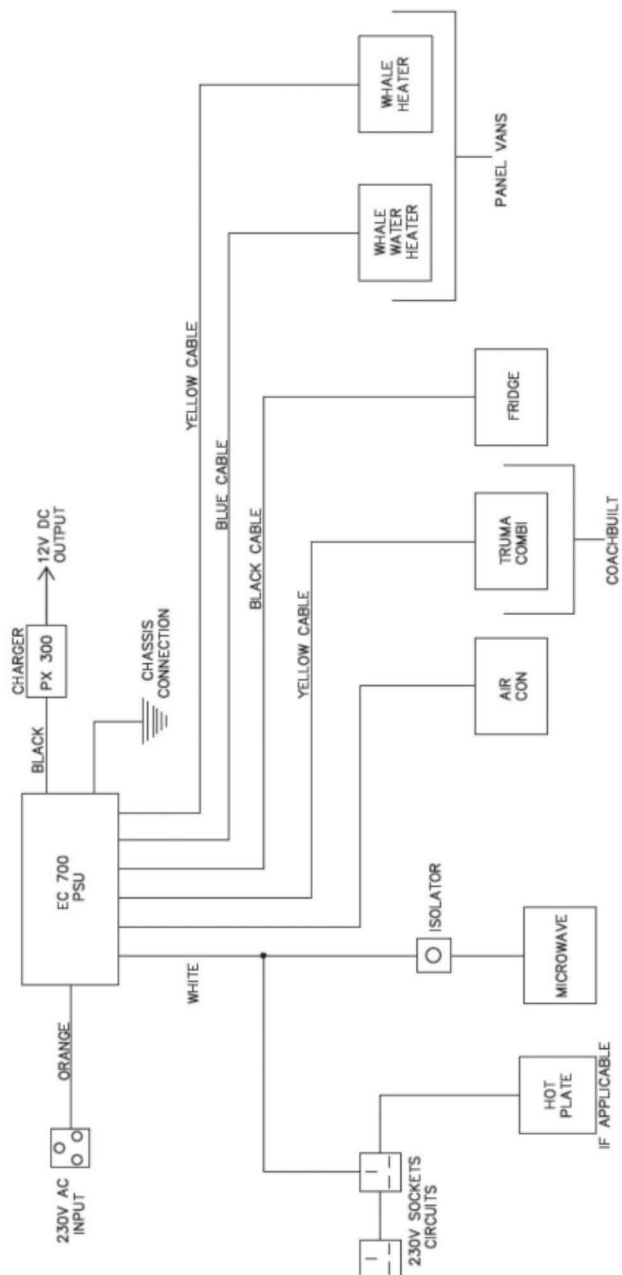 230V AC
INPUT
ORANGE
EC 700
PSU
BLACK
CHARGER
PX 300
12V DC
OUTPUT
CHASSIS
CONNECTION
WHITE
YELLOW CABLE
BLUE CABLE
BLACK CABLE
YELLOW CABLE
230V SOCKETS
CIRCUITS
HOT
PLATE
IF APPLICABLE
ISOLATOR
MICROWAVE
AIR
CON
TRUMA
COMBI
COACHBUILT
FRIDGE
WHALE
WATER
HEATER
WHALE
HEATER
PANEL VANS